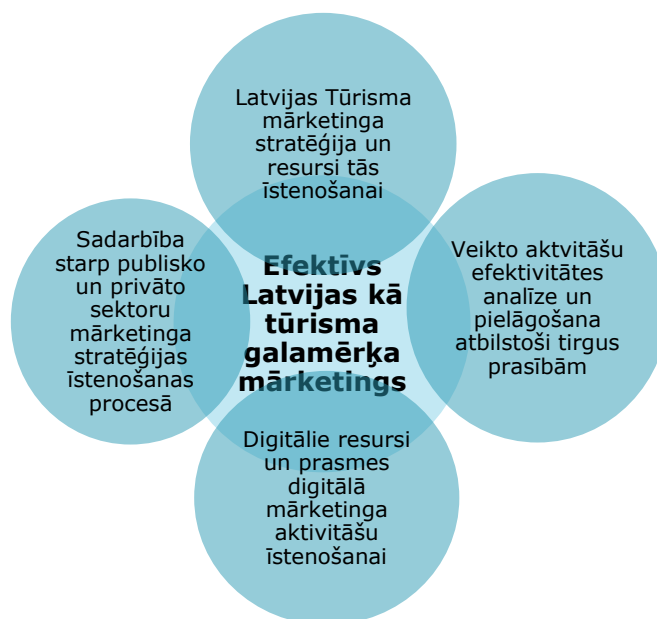 Latvijas Tūrisma
mārketinga
stratēģija un
resursi tās
īstenošanai
Sadarbība
starp publisko
un privāto
sektoru
mārketinga
stratēģijas
īstenošanas
procesā
Efektīvs
Latvijas kā
tūrisma
galamērķa
mārketings
Veikto aktvitāšu
efektivitātes
analīze un
pielāgošana
atbilstoši tirgus
prasībām
Digitālie resursi
un prasmes
digitālā
mārketinga
aktivitāšu
īstenošanai